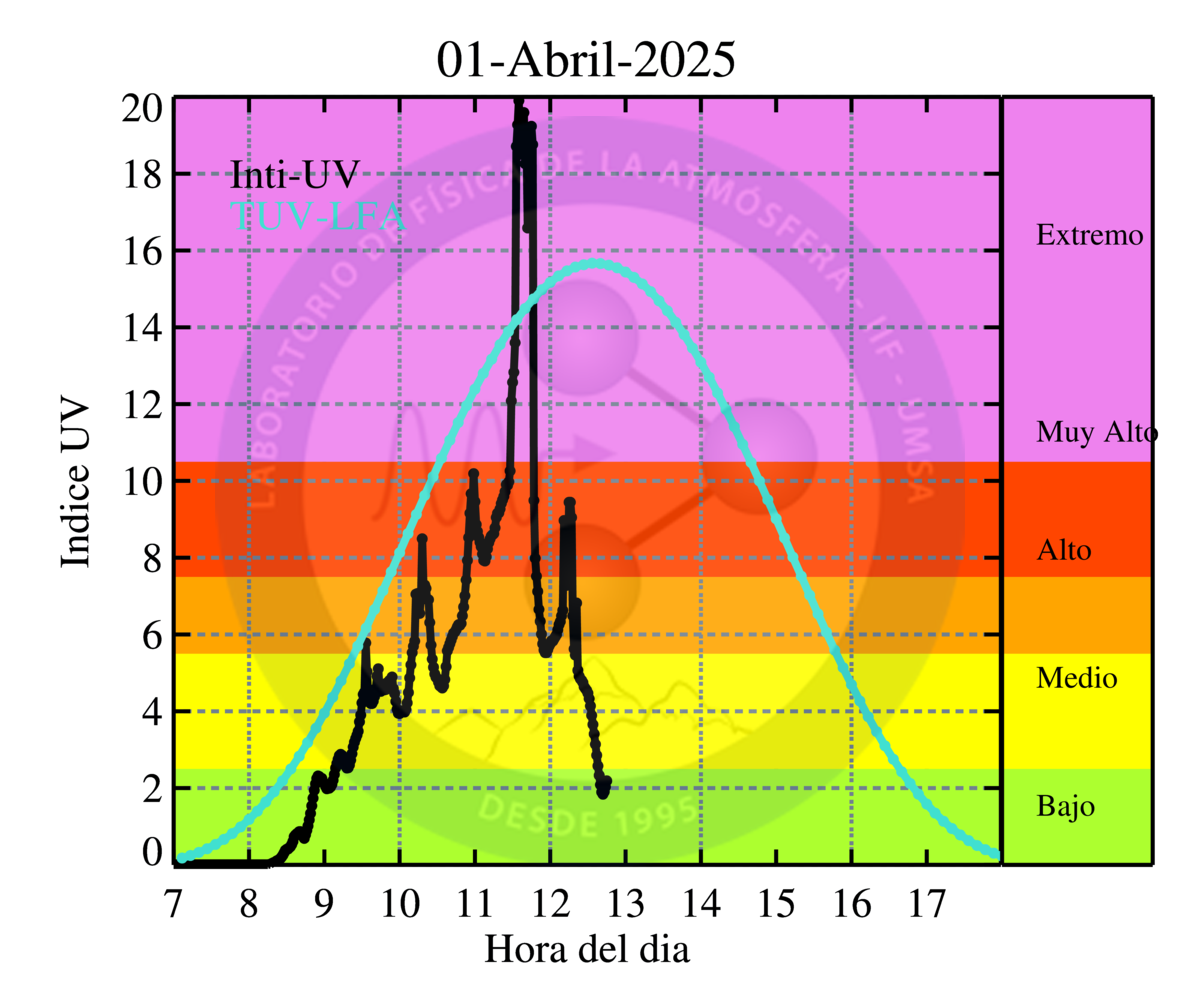 01-Abril-2025
Inti-UV
TUV-LFA
LABORATORIO DE FÍSICA DE LA ATMÓSFERA - IIF - UMSA
DESDE 1995
Indice UV
20
18
16
14
12
10
8
6
4
2
0
Extremo
Muy Alto
Alto
Medio
Bajo
7 8 9 10 11 12 13 14 15 16 17
Hora del dia